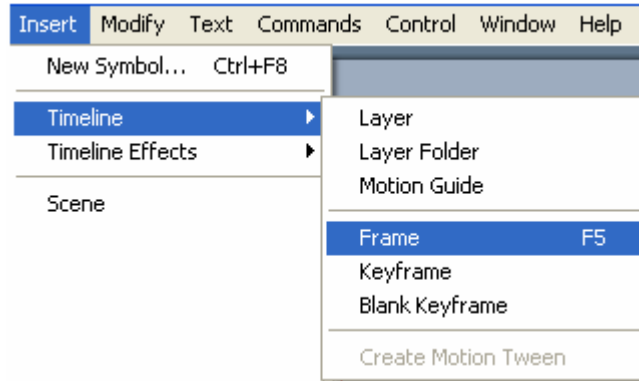 Insert Modify Text Commands Control Window Help
New Symbol... Ctrl+F8
Timeline
Timeline Effects
Scene
Layer
Layer Folder
Motion Guide
Frame F5
Keyframe
Blank Keyframe
Create Motion Tween